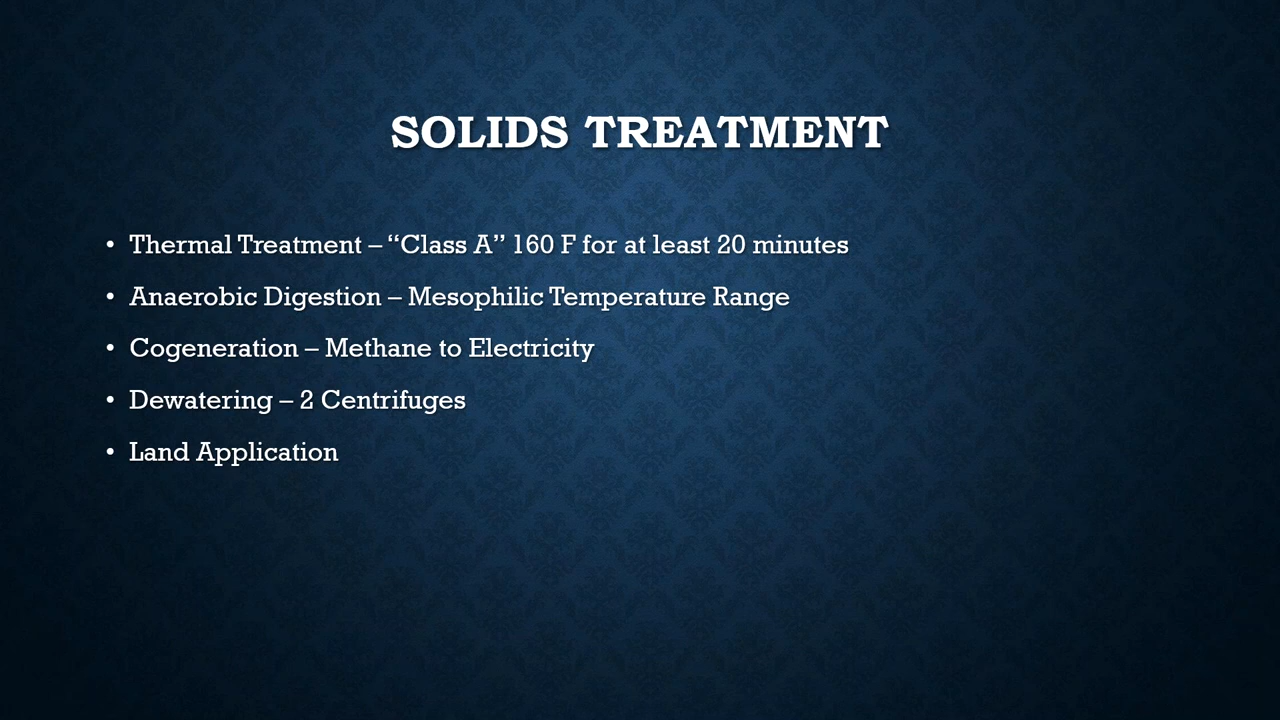 SOLIDS TREATMENT
• Thermal Treatment – “Class A” 160 F for at least 20 minutes
• Anaerobic Digestion – Mesophilic Temperature Range
• Cogeneration – Methane to Electricity
• Dewatering – 2 Centrifuges
• Land Application